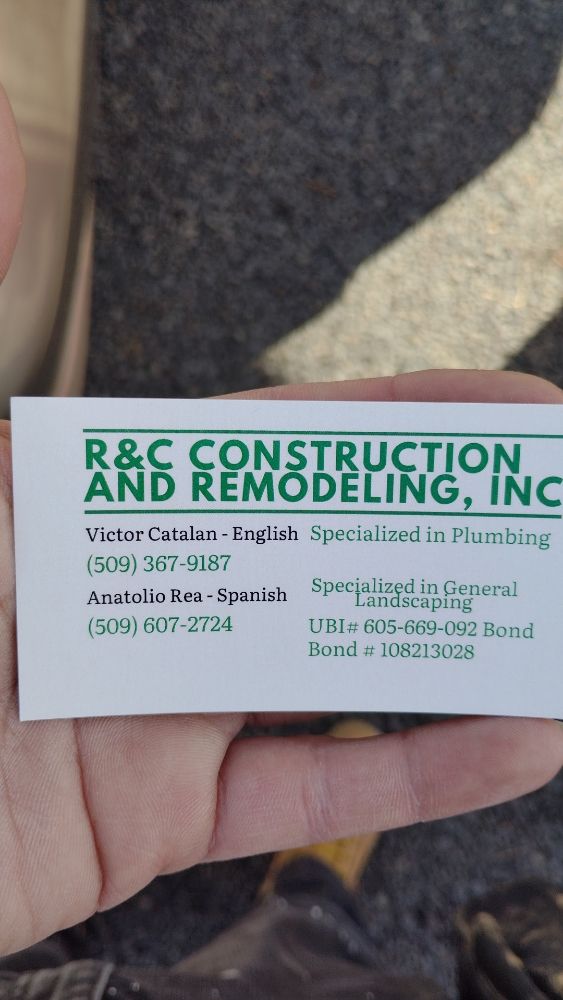 R&C CONSTRUCTION
AND REMODELING, INC
Victor Catalan - English Specialized in Plumbing
(509) 367-9187
Anatolio Rea - Spanish Specialized in General
Landscaping
(509) 607-2724 UBI# 605-669-092 Bond
Bond # 108213028